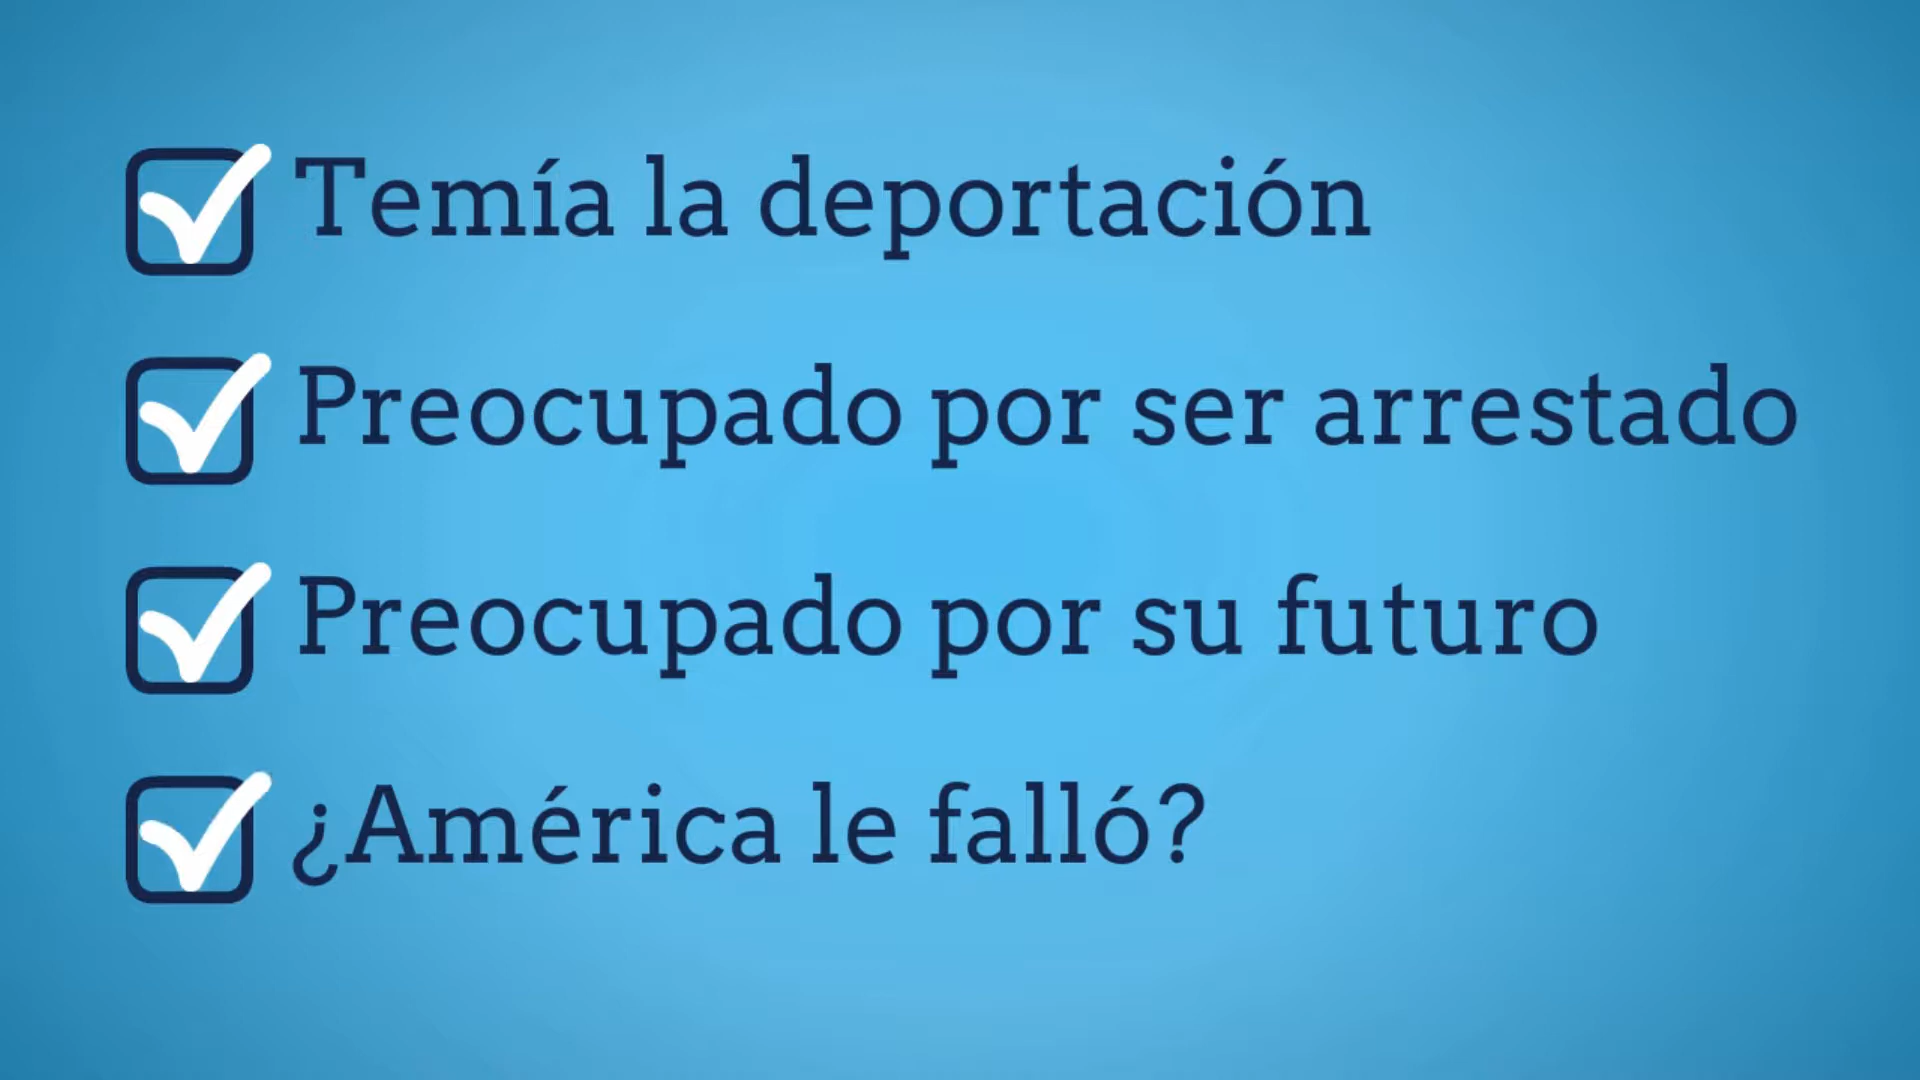 Temía la deportación
Preocupado por ser arrestado
Preocupado por su futuro
¿América le falló?